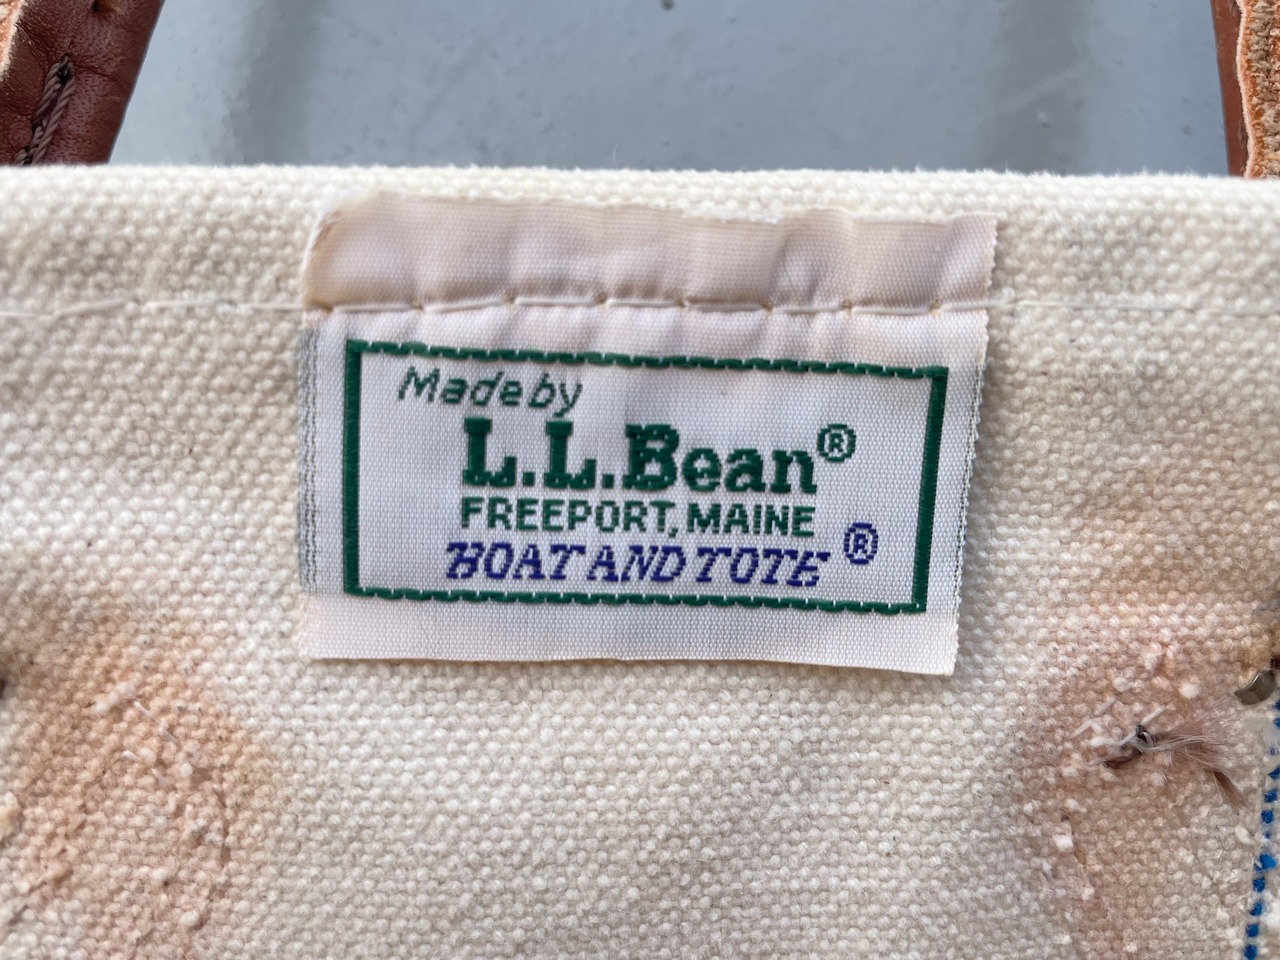 Made by
L.L.Bean®
FREEPORT, MAINE
BOAT AND TOTE ®